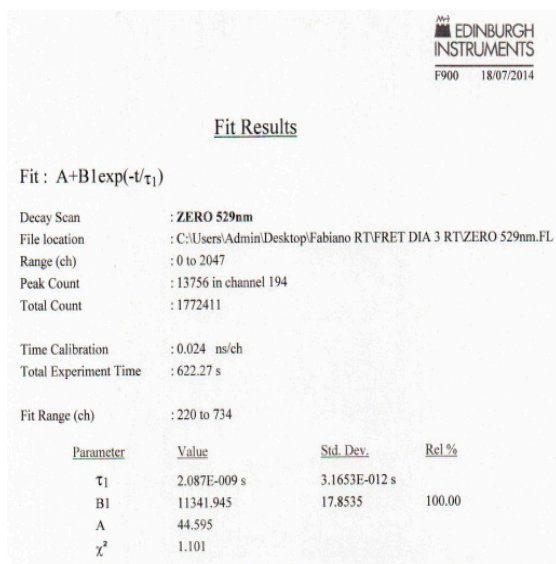 EDINBURGH
INSTRUMENTS
F900 18/07/2014
Fit Results
Fit : A+B1exp(-t/τ1)
Decay Scan : ZERO 529nm
File location : C:\Users\Admin\Desktop\Fabiano RT\FRET DIA 3 RT\ZERO 529nm.FL
Range (ch) : 0 to 2047
Peak Count : 13756 in channel 194
Total Count : 1772411
Time Calibration : 0.024 ns/ch
Total Experiment Time : 622.27 s
Fit Range (ch) : 220 to 734
Parameter Value Std. Dev. Rel %
τ1 2.087E-009 s 3.1653E-012 s
B1 11341.945 17.8535 100.00
A 44.595
χ² 1.101